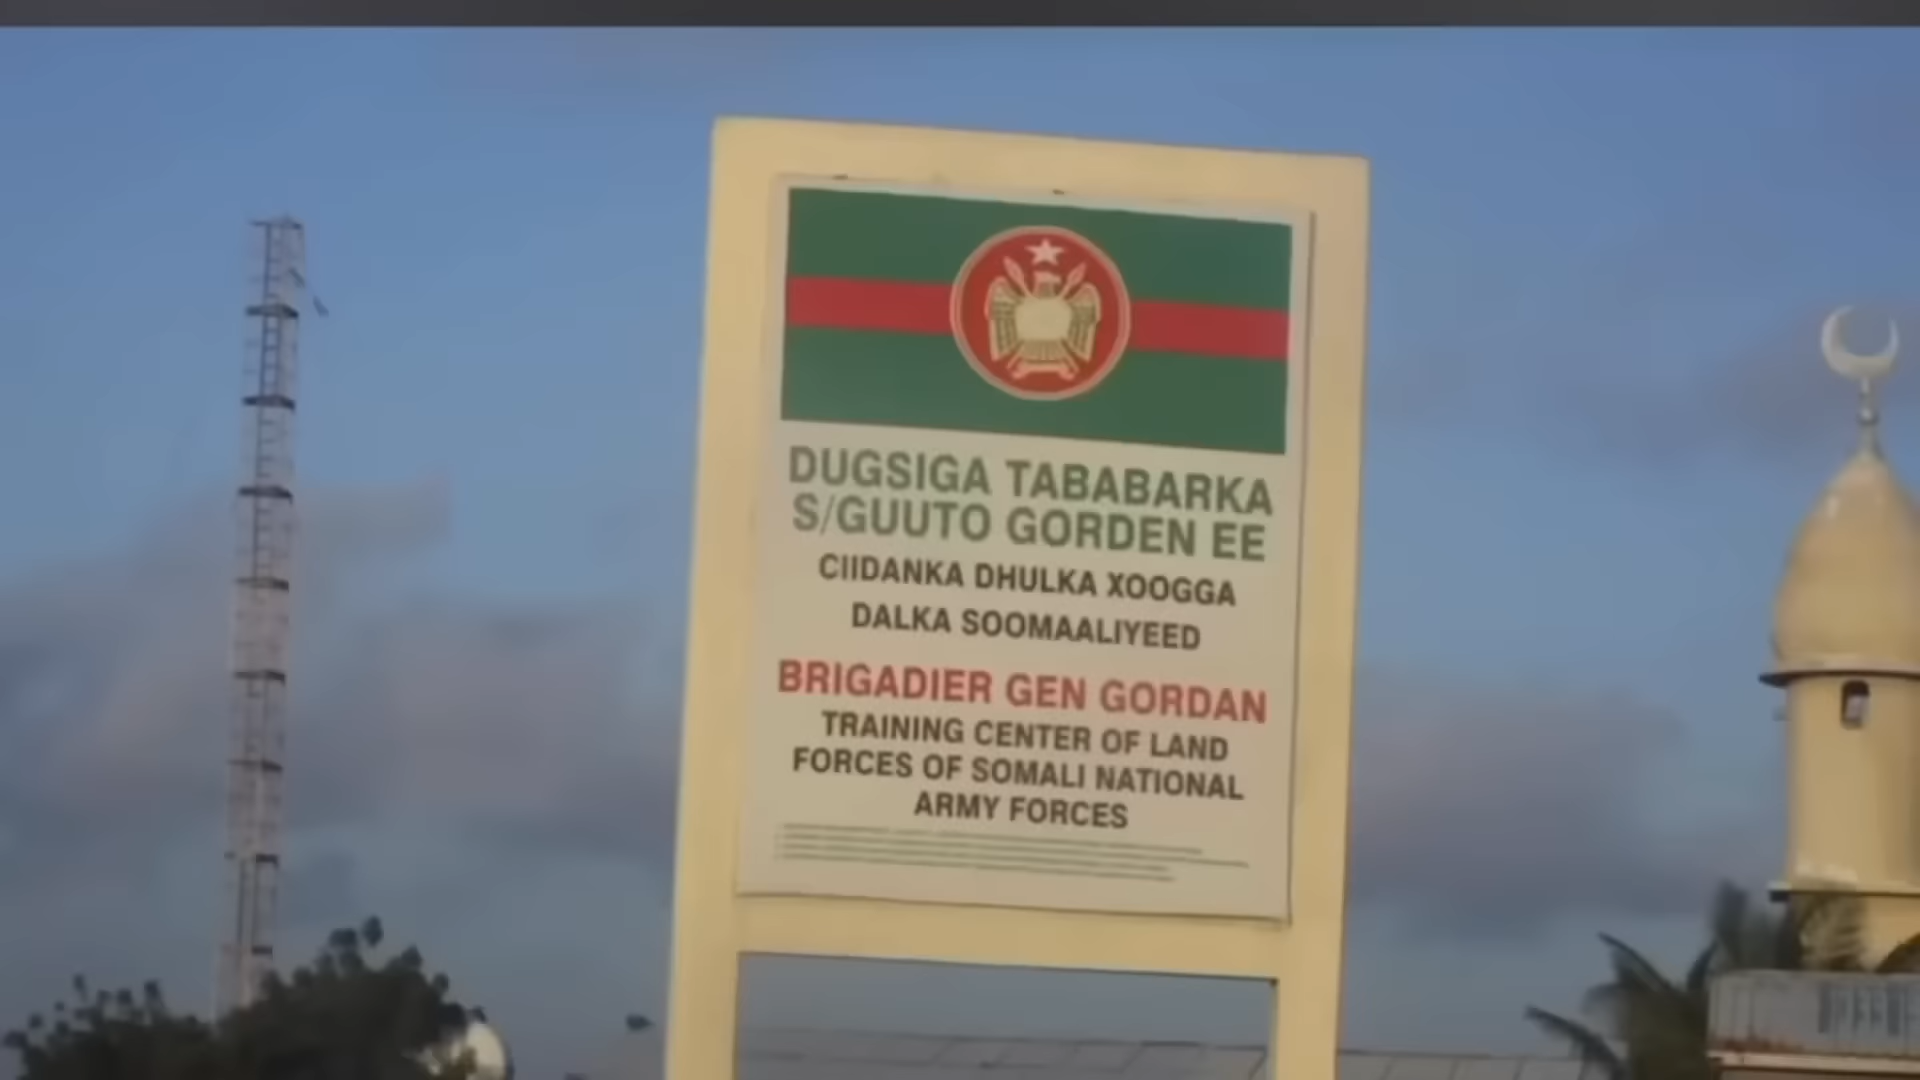 DUGSIGA TABABARKA
S/GUUTO GORDEN EE
CIIDANKA DHULKA XOOGGA
DALKA SOOMAALIYEED
BRIGADIER GEN GORDAN
TRAINING CENTER OF LAND
FORCES OF SOMALI NATIONAL
ARMY FORCES